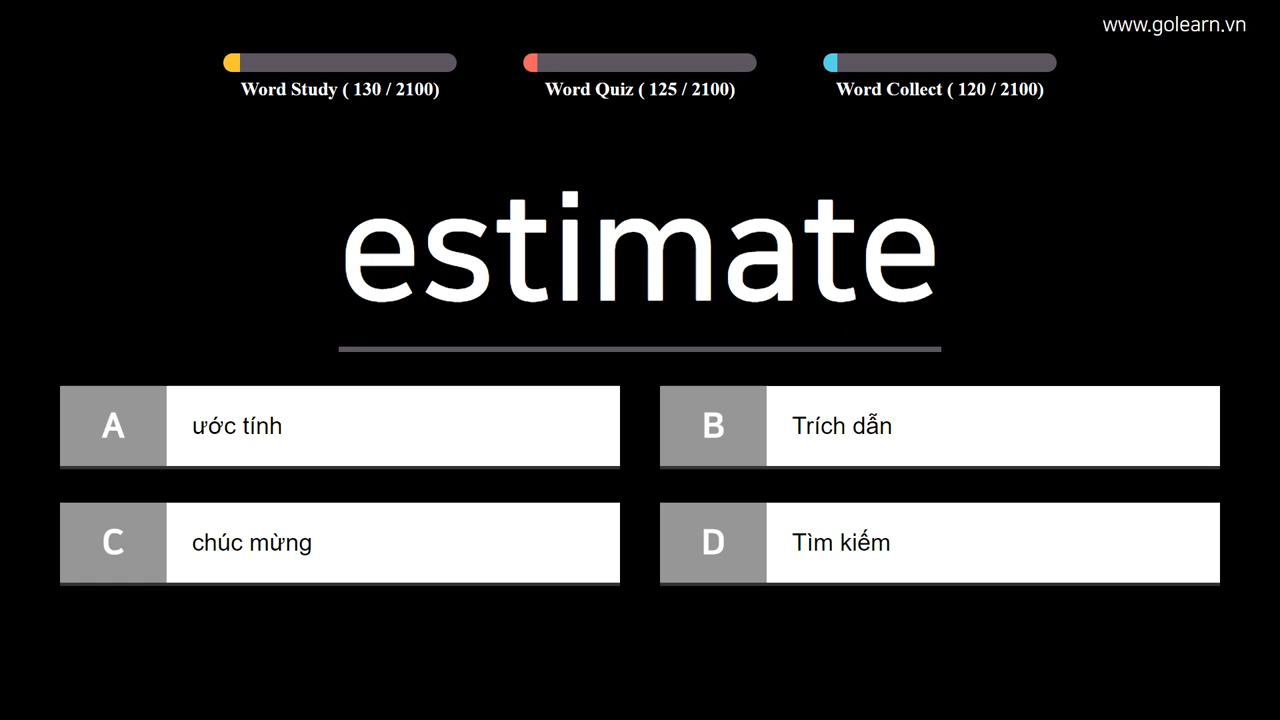 www.golearn.vn
Word Study ( 130 / 2100)
Word Quiz ( 125 / 2100)
Word Collect ( 120 / 2100)
estimate
A ước tính
B Trích dẫn
C chúc mừng
D Tìm kiếm